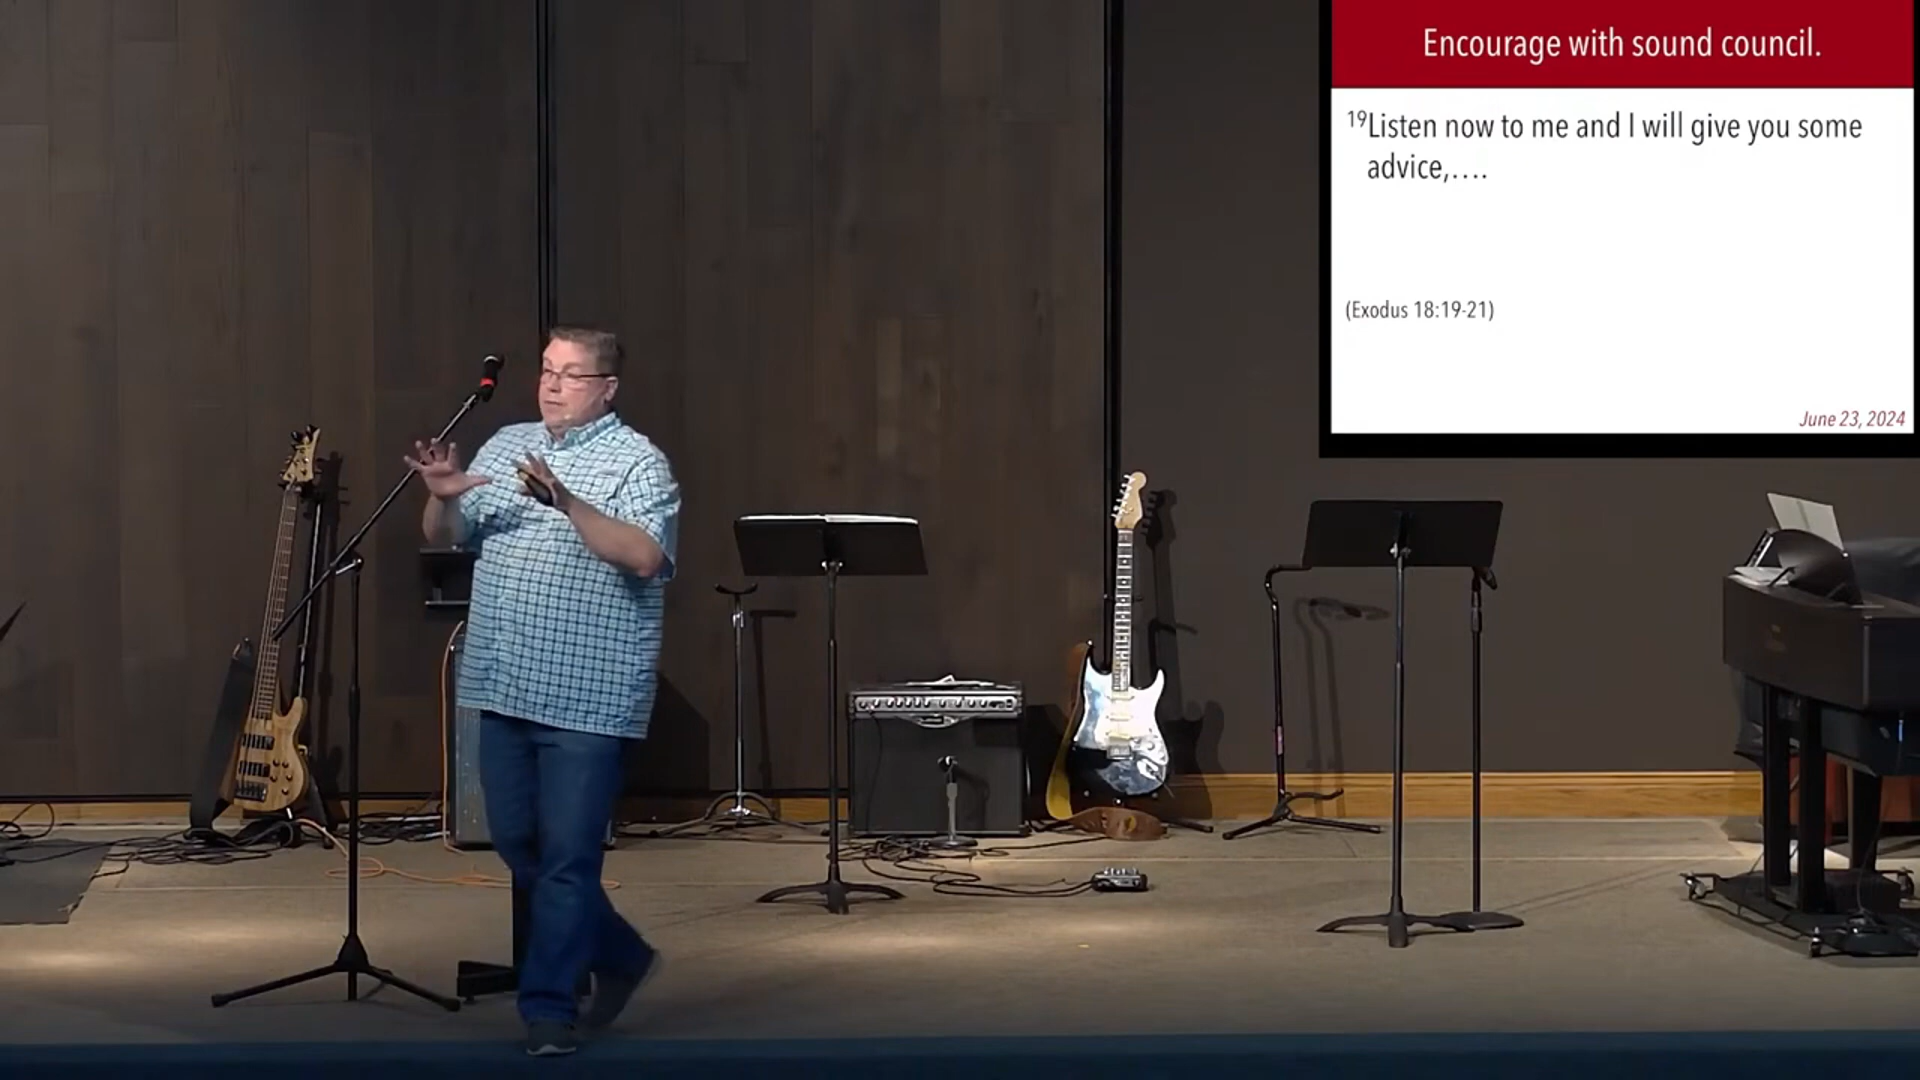 Encourage with sound council.
19Listen now to me and I will give you some
advice,....
(Exodus 18:19-21)
June 23, 2024